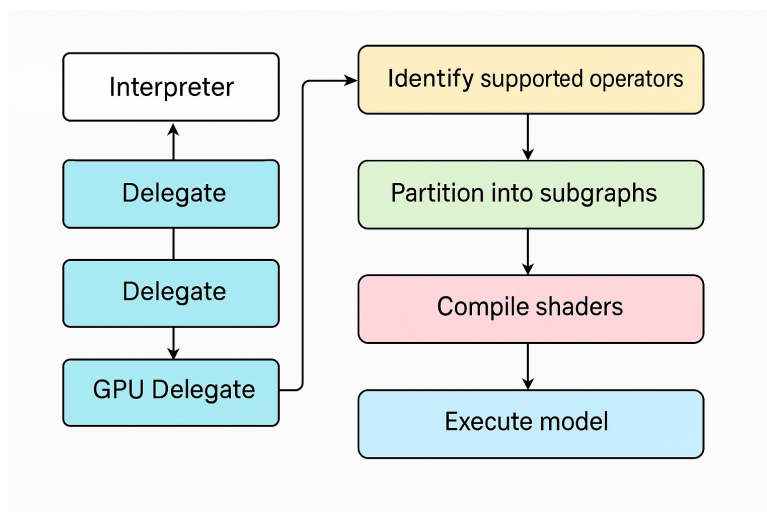 Interpreter
Delegate
Delegate
GPU Delegate
Identify supported operators
Partition into subgraphs
Compile shaders
Execute model